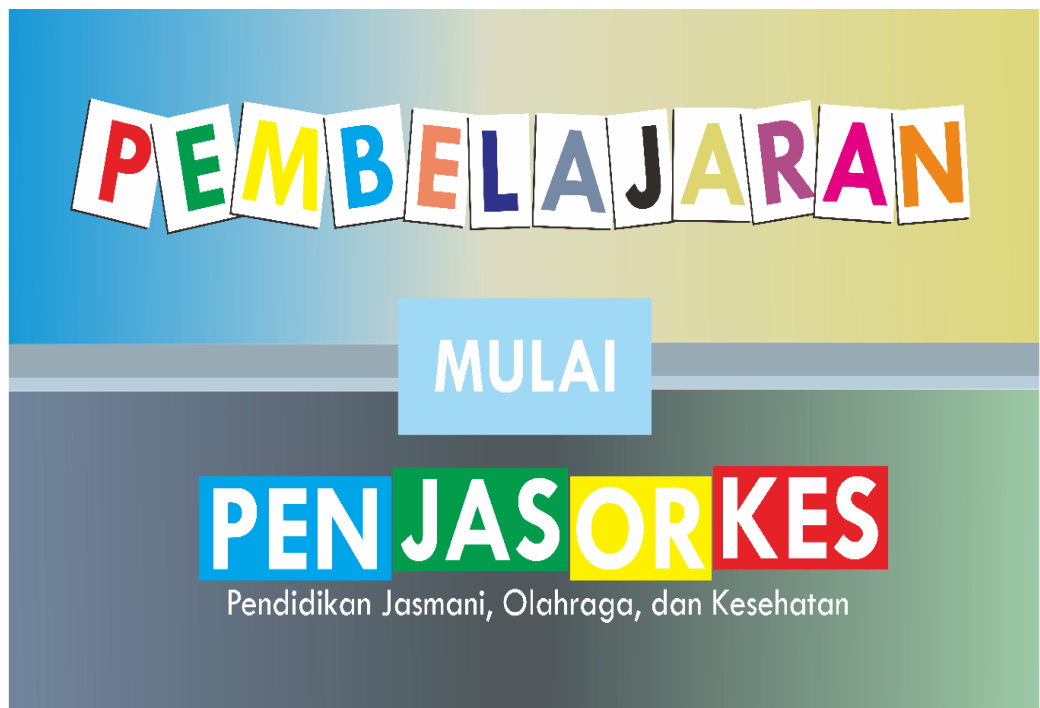 PEMBELAJARAN
MULAI
PENJASORKES
Pendidikan Jasmani, Olahraga, dan Kesehatan